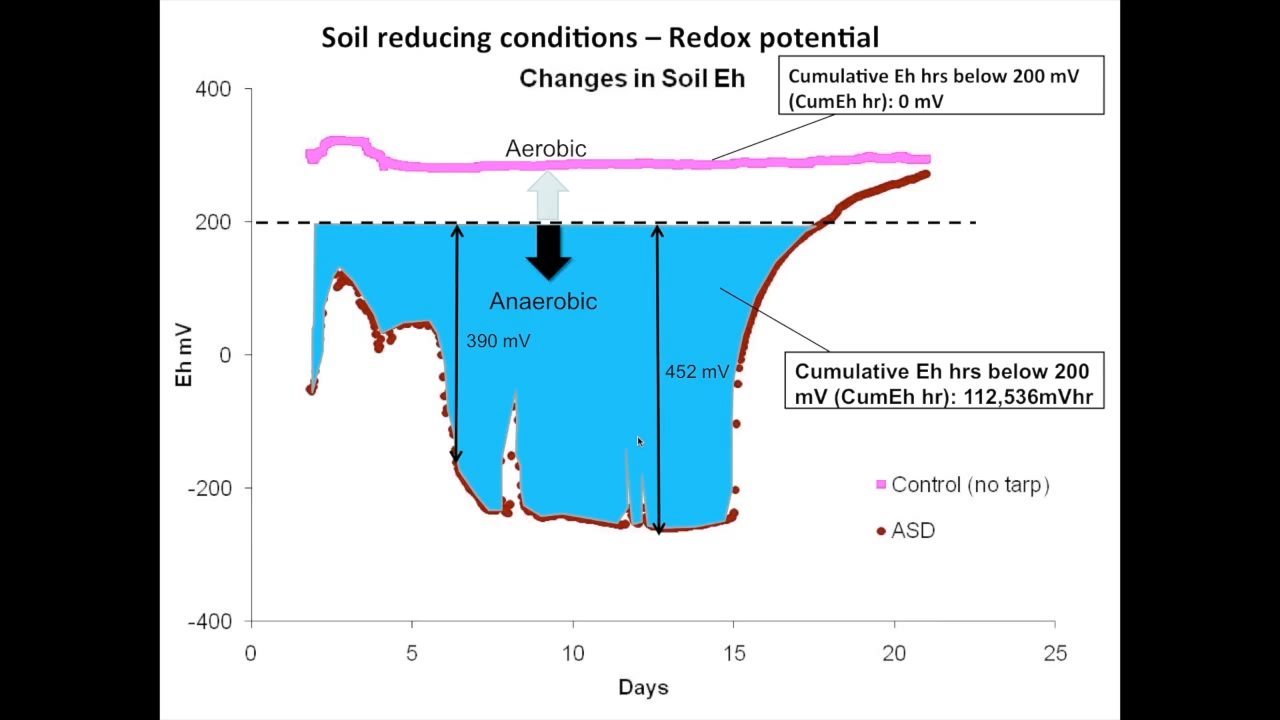 Soil reducing conditions – Redox potential
Changes in Soil Eh
Cumulative Eh hrs below 200 mV
(CumEh hr): 0 mV
400
200
0
-200
-400
Eh mV
Aerobic
Anaerobic
390 mV
452 mV
Cumulative Eh hrs below 200
mV (CumEh hr): 112,536mVhr
Control (no tarp)
ASD
0 5 10 15 20 25
Days